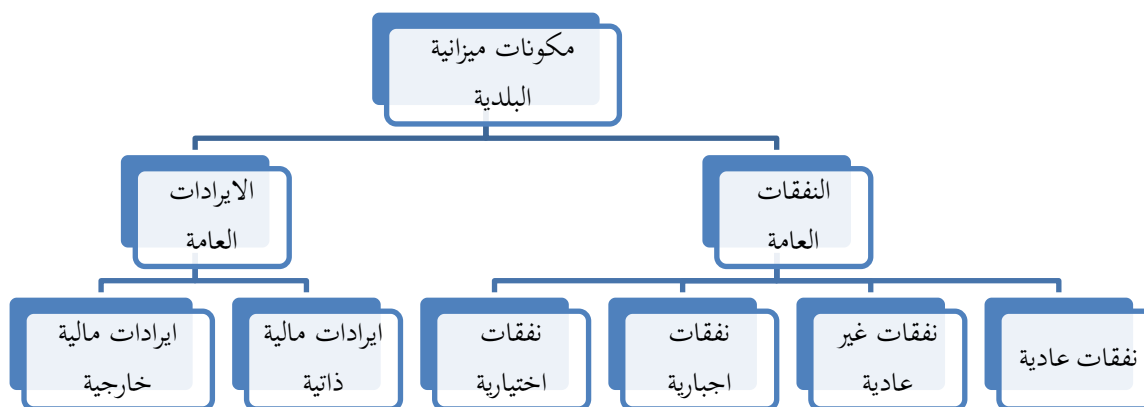 مكونات ميزانية
البلدية
النفقات
العامة
الايرادات
العامة
نفقات عادية
نفقات غير
عادية
نفقات
اجبارية
نفقات
اختيارية
ايرادات مالية
ذاتية
ايرادات مالية
خارجية